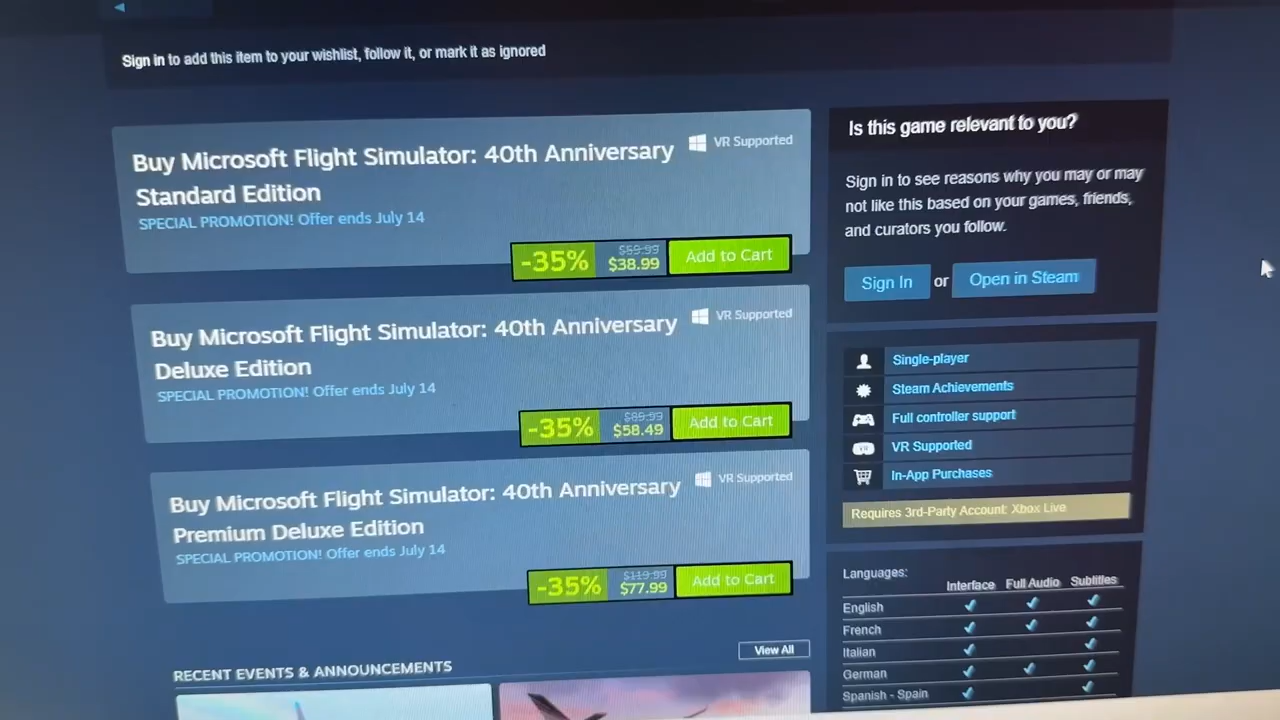 Sign in to add this item to your wishlist, follow it, or mark it as ignored
Buy Microsoft Flight Simulator: 40th Anniversary
Standard Edition
VR Supported
SPECIAL PROMOTION! Offer ends July 14
-35%
$59.99
$38.99
Add to Cart
Buy Microsoft Flight Simulator: 40th Anniversary
Deluxe Edition
VR Supported
SPECIAL PROMOTION! Offer ends July 14
-35%
$89.99
$58.49
Add to Cart
Buy Microsoft Flight Simulator: 40th Anniversary
Premium Deluxe Edition
VR Supported
SPECIAL PROMOTION! Offer ends July 14
-35%
$119.99
$77.99
Add to Cart
RECENT EVENTS & ANNOUNCEMENTS
View All
Is this game relevant to you?
Sign in to see reasons why you may or may
not like this based on your games, friends,
and curators you follow.
Sign In or Open in Steam
Single-player
Steam Achievements
Full controller support
VR Supported
In-App Purchases
Requires 3rd-Party Account: Xbox Live
Languages:
Interface Full Audio Subtitles
English
French
Italian
German
Spanish - Spain